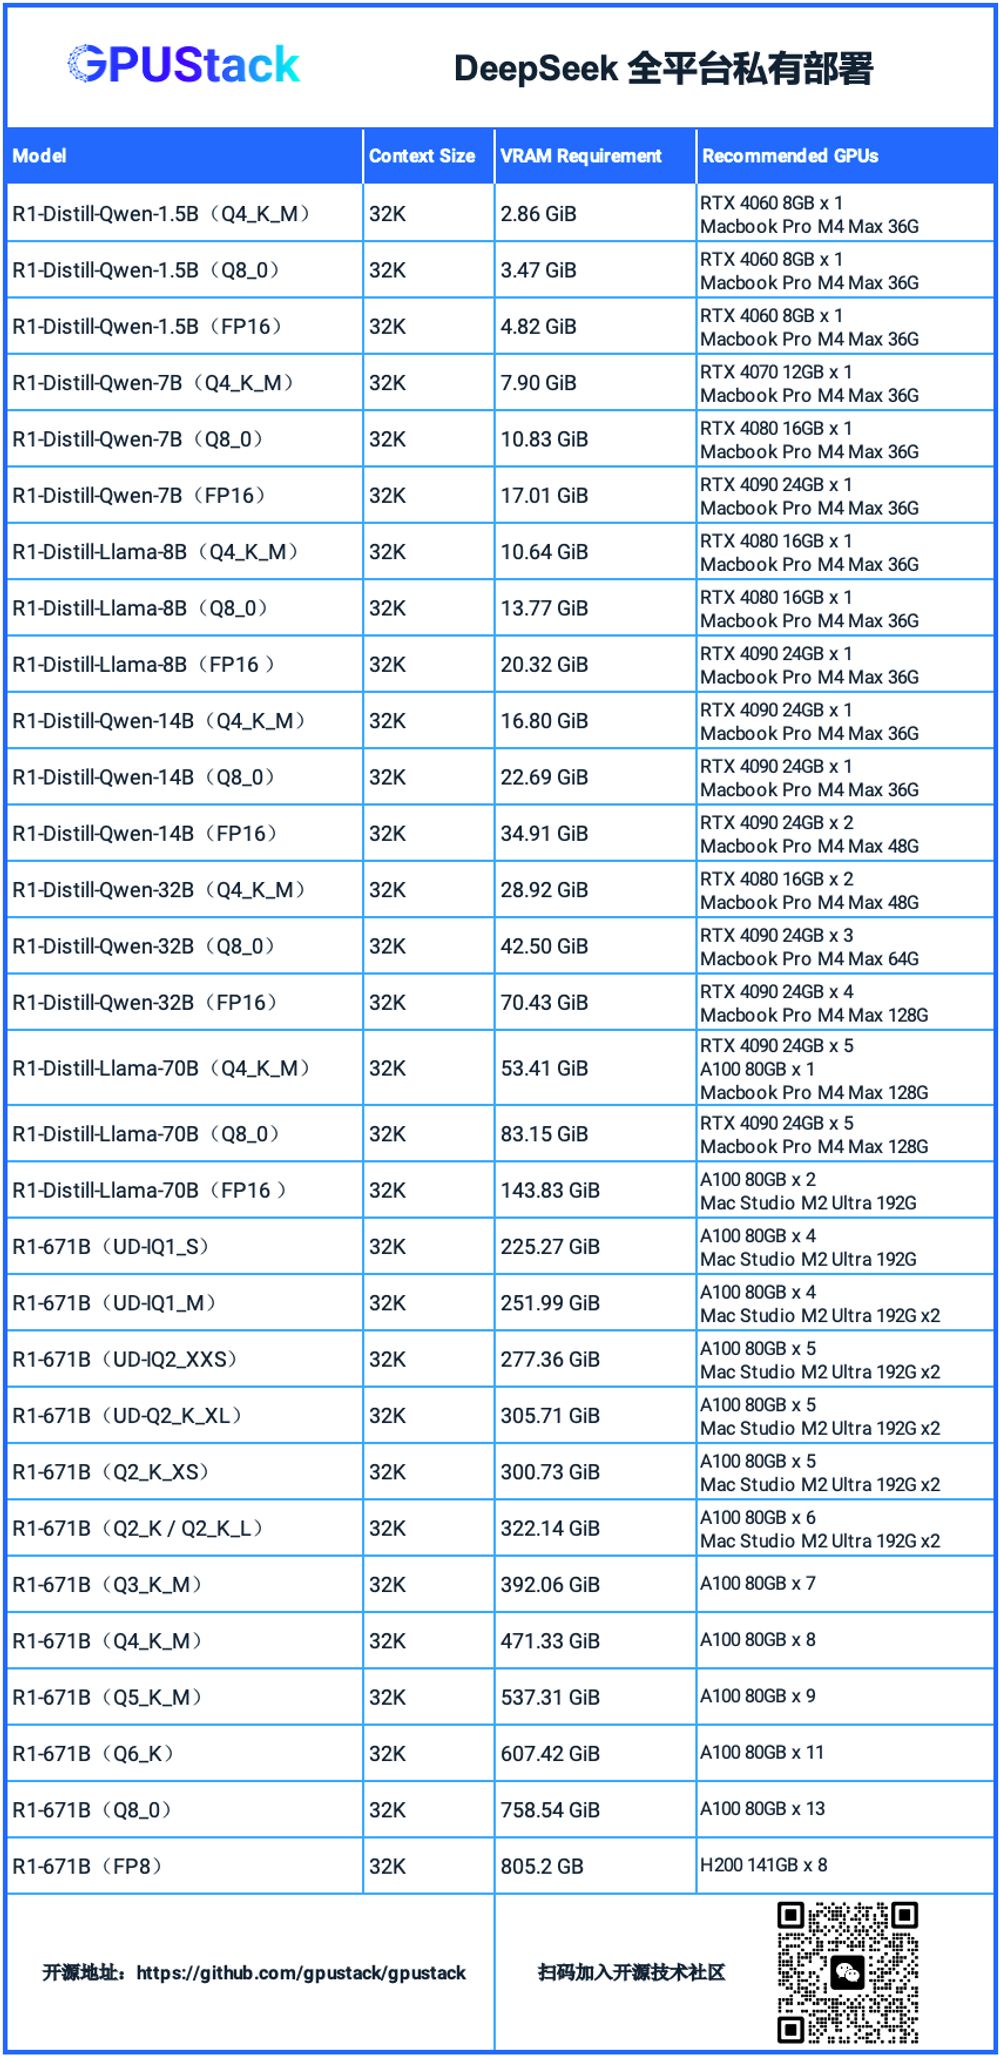 GPUStack
DeepSeek 全平台私有部署
Model
Context Size
VRAM Requirement
Recommended GPUs
R1-Distill-Qwen-1.5B（Q4_K_M）
32K
2.86 GiB
RTX 4060 8GB x 1
Macbook Pro M4 Max 36G
R1-Distill-Qwen-1.5B（Q8_0）
32K
3.47 GiB
RTX 4060 8GB x 1
Macbook Pro M4 Max 36G
R1-Distill-Qwen-1.5B（FP16）
32K
4.82 GiB
RTX 4060 8GB x 1
Macbook Pro M4 Max 36G
R1-Distill-Qwen-7B（Q4_K_M）
32K
7.90 GiB
RTX 4070 12GB x 1
Macbook Pro M4 Max 36G
R1-Distill-Qwen-7B（Q8_0）
32K
10.83 GiB
RTX 4080 16GB x 1
Macbook Pro M4 Max 36G
R1-Distill-Qwen-7B（FP16）
32K
17.01 GiB
RTX 4090 24GB x 1
Macbook Pro M4 Max 36G
R1-Distill-Llama-8B（Q4_K_M）
32K
10.64 GiB
RTX 4080 16GB x 1
Macbook Pro M4 Max 36G
R1-Distill-Llama-8B（Q8_0）
32K
13.77 GiB
RTX 4080 16GB x 1
Macbook Pro M4 Max 36G
R1-Distill-Llama-8B（FP16 ）
32K
20.32 GiB
RTX 4090 24GB x 1
Macbook Pro M4 Max 36G
R1-Distill-Qwen-14B（Q4_K_M）
32K
16.80 GiB
RTX 4090 24GB x 1
Macbook Pro M4 Max 36G
R1-Distill-Qwen-14B（Q8_0）
32K
22.69 GiB
RTX 4090 24GB x 1
Macbook Pro M4 Max 36G
R1-Distill-Qwen-14B（FP16）
32K
34.91 GiB
RTX 4090 24GB x 2
Macbook Pro M4 Max 48G
R1-Distill-Qwen-32B（Q4_K_M）
32K
28.92 GiB
RTX 4080 16GB x 2
Macbook Pro M4 Max 48G
R1-Distill-Qwen-32B（Q8_0）
32K
42.50 GiB
RTX 4090 24GB x 3
Macbook Pro M4 Max 64G
R1-Distill-Qwen-32B（FP16）
32K
70.43 GiB
RTX 4090 24GB x 4
Macbook Pro M4 Max 128G
R1-Distill-Llama-70B（Q4_K_M）
32K
53.41 GiB
RTX 4090 24GB x 5
A100 80GB x 1
Macbook Pro M4 Max 128G
R1-Distill-Llama-70B（Q8_0）
32K
83.15 GiB
RTX 4090 24GB x 5
Macbook Pro M4 Max 128G
R1-Distill-Llama-70B（FP16 ）
32K
143.83 GiB
A100 80GB x 2
Mac Studio M2 Ultra 192G
R1-671B（UD-IQ1_S）
32K
225.27 GiB
A100 80GB x 4
Mac Studio M2 Ultra 192G
R1-671B（UD-IQ1_M）
32K
251.99 GiB
A100 80GB x 4
Mac Studio M2 Ultra 192G x2
R1-671B（UD-IQ2_XXS）
32K
277.36 GiB
A100 80GB x 5
Mac Studio M2 Ultra 192G x2
R1-671B（UD-Q2_K_XL）
32K
305.71 GiB
A100 80GB x 5
Mac Studio M2 Ultra 192G x2
R1-671B（Q2_K_XS）
32K
300.73 GiB
A100 80GB x 5
Mac Studio M2 Ultra 192G x2
R1-671B（Q2_K / Q2_K_L）
32K
322.14 GiB
A100 80GB x 6
Mac Studio M2 Ultra 192G x2
R1-671B（Q3_K_M）
32K
392.06 GiB
A100 80GB x 7
R1-671B（Q4_K_M）
32K
471.33 GiB
A100 80GB x 8
R1-671B（Q5_K_M）
32K
537.31 GiB
A100 80GB x 9
R1-671B（Q6_K）
32K
607.42 GiB
A100 80GB x 11
R1-671B（Q8_0）
32K
758.54 GiB
A100 80GB x 13
R1-671B（FP8）
32K
805.2 GB
H200 141GB x 8
开源地址：https://github.com/gpustack/gpustack
扫码加入开源技术社区